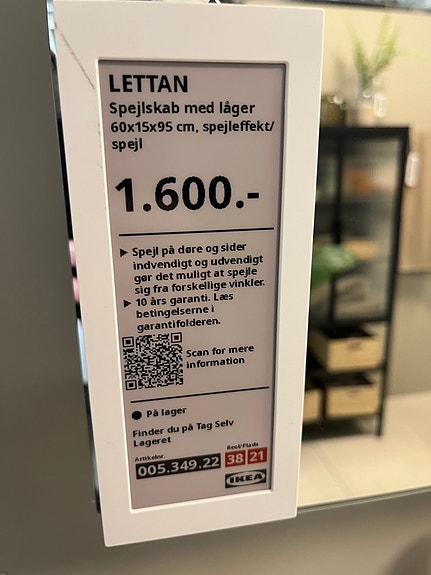 LETTAN
Spejlskab med låger
60x15x95 cm, spejleffekt/
spejl
1.600.-
▶ Spejl på døre og sider
indvendigt og udvendigt
gør det muligt at spejle
sig fra forskellige vinkler.
▶ 10 års garanti. Læs
betingelserne i
garantifolderen.
Scan for mere
information
● På lager
Finder du på Tag Selv
Lageret
Artikelnr.
005.349.22
Reol/Plads
38 21
IKEA